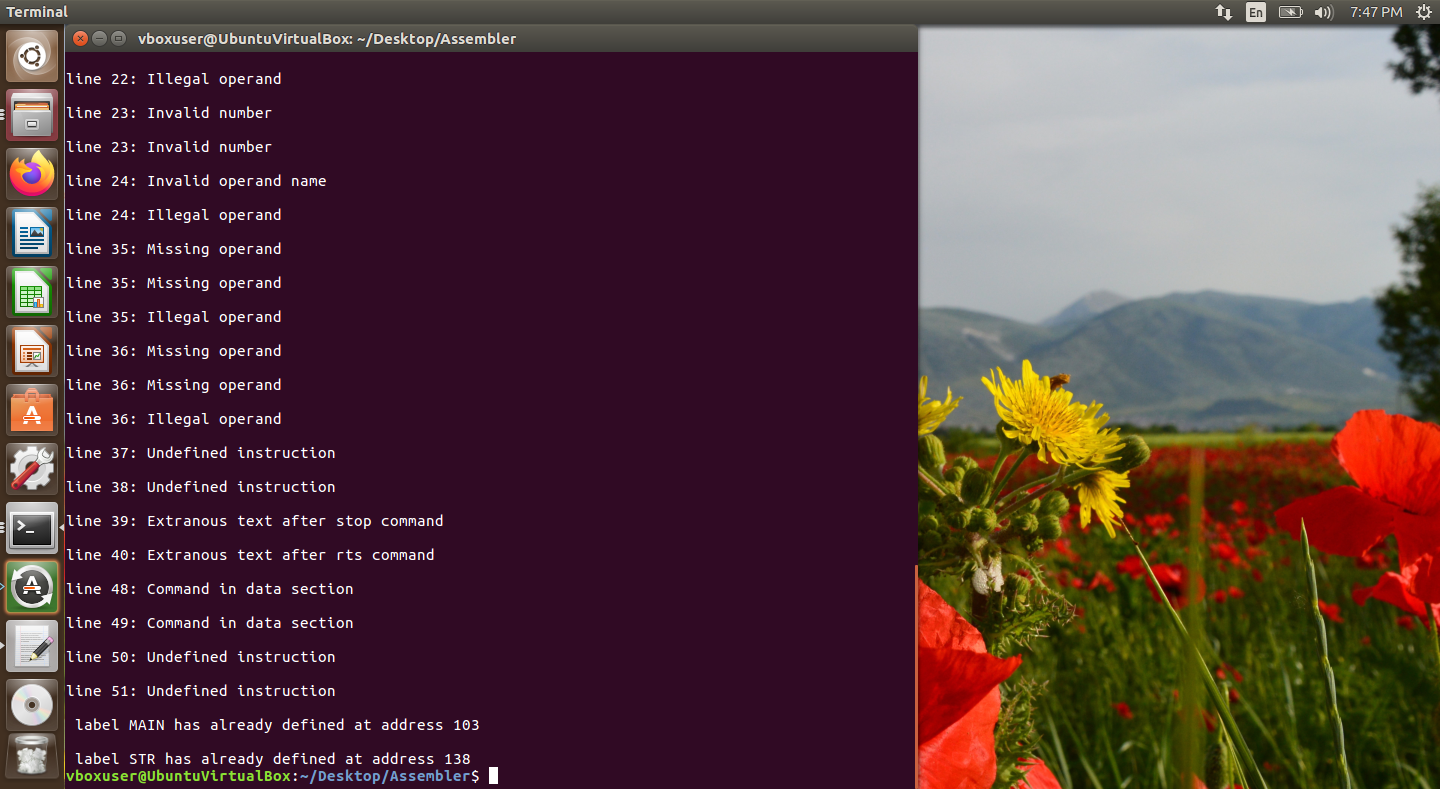 Terminal
En
7:47 PM
vboxuser@UbuntuVirtualBox: ~/Desktop/Assembler
line 22: Illegal operand
line 23: Invalid number
line 23: Invalid number
line 24: Invalid operand name
line 24: Illegal operand
line 35: Missing operand
line 35: Missing operand
line 35: Illegal operand
line 36: Missing operand
line 36: Missing operand
line 36: Illegal operand
line 37: Undefined instruction
line 38: Undefined instruction
line 39: Extranous text after stop command
line 40: Extranous text after rts command
line 48: Command in data section
line 49: Command in data section
line 50: Undefined instruction
line 51: Undefined instruction
label MAIN has already defined at address 103
label STR has already defined at address 138
vboxuser@UbuntuVirtualBox:~/Desktop/Assembler$